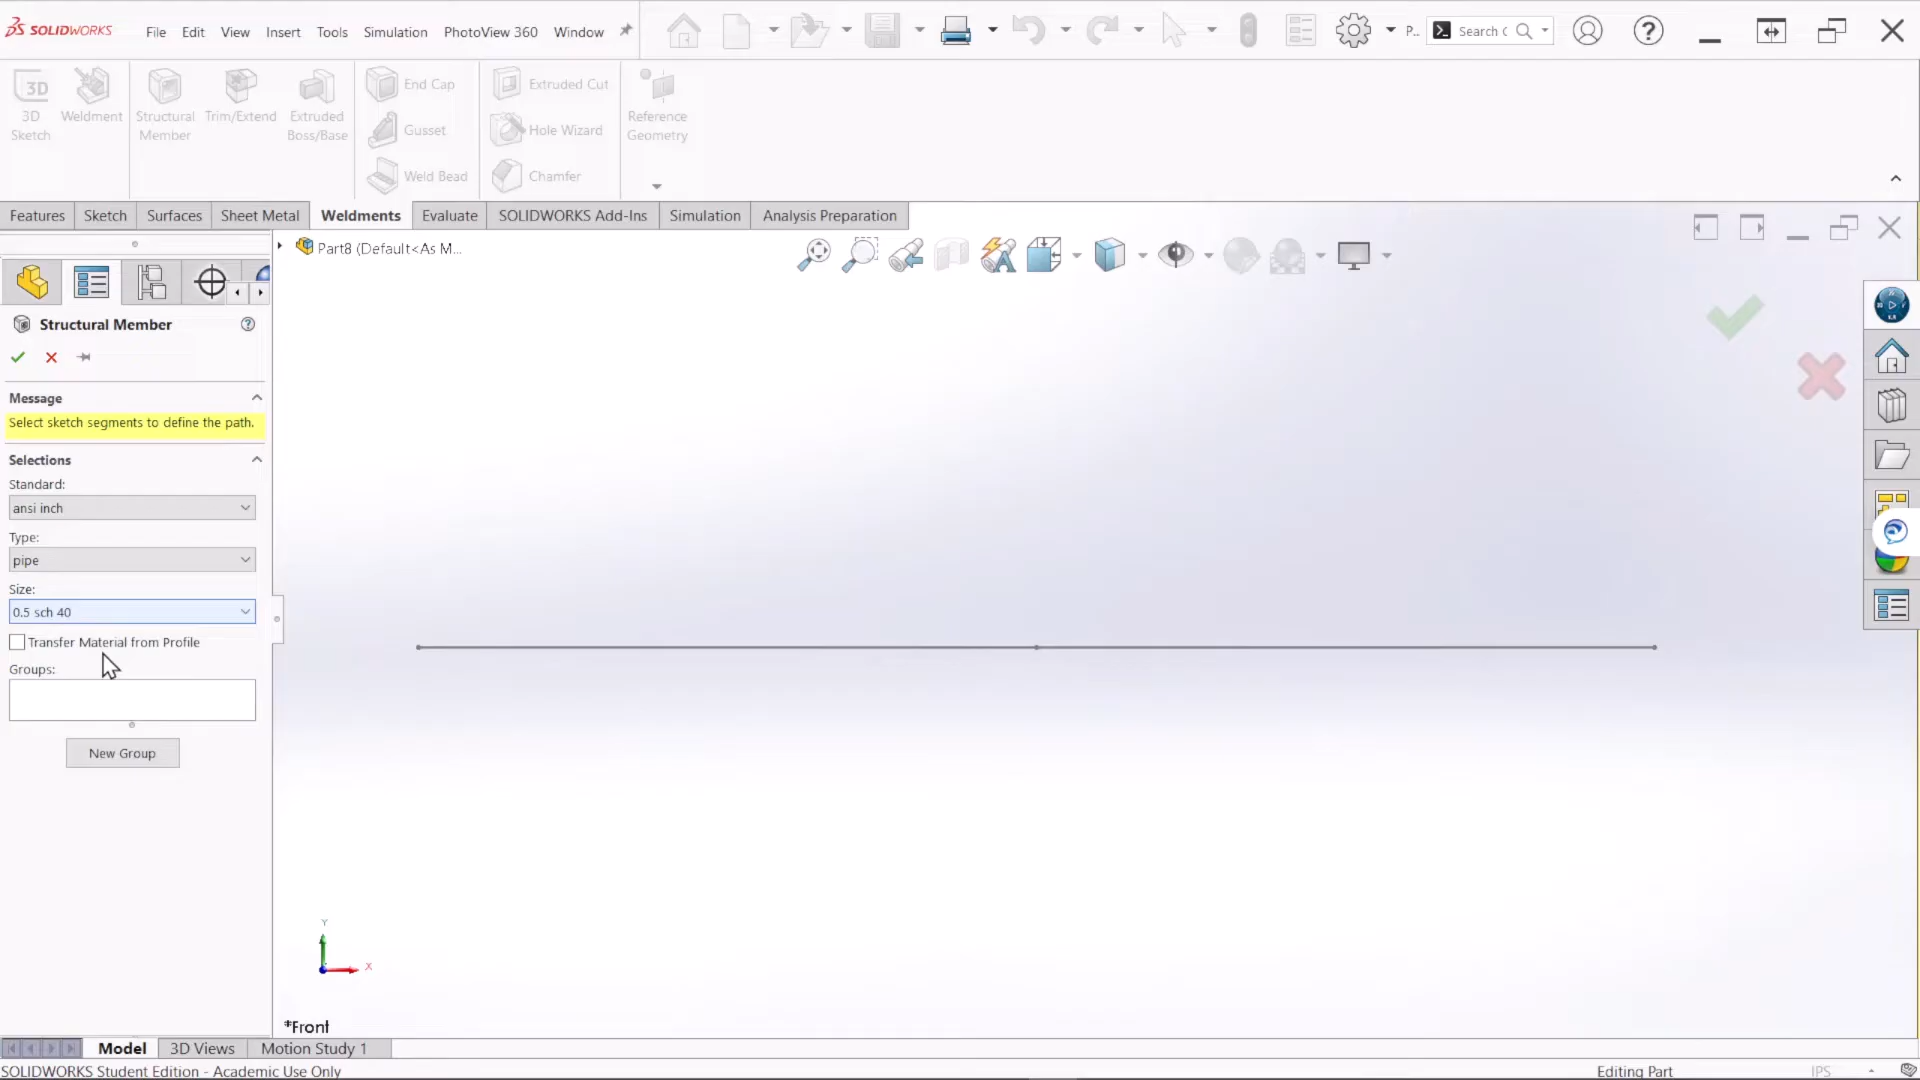 SOLIDWORKS
File Edit View Insert Tools Simulation PhotoView 360 Window
P... Search
3D
3D Sketch
Weldment
Structural Member
Trim/Extend
Extruded Boss/Base
End Cap
Gusset
Weld Bead
Extruded Cut
Hole Wizard
Chamfer
Reference Geometry
Features Sketch Surfaces Sheet Metal Weldments Evaluate SOLIDWORKS Add-Ins Simulation Analysis Preparation
Part8 (Default<As M...
Structural Member
Message
Select sketch segments to define the path.
Selections
Standard:
ansi inch
Type:
pipe
Size:
0.5 sch 40
Transfer Material from Profile
Groups:
New Group
Y
X
*Front
Model 3D Views Motion Study 1
SOLIDWORKS Student Edition - Academic Use Only
Editing Part IPS